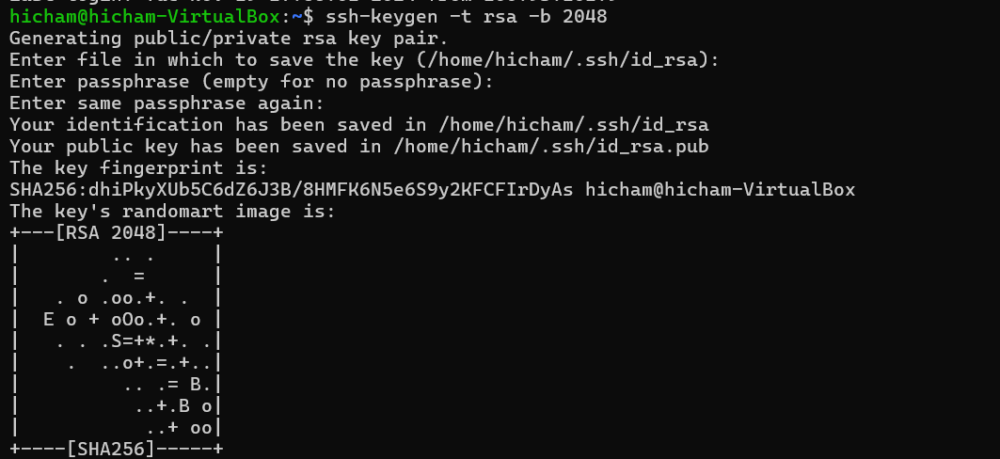 hicham@hicham-VirtualBox:~$ ssh-keygen -t rsa -b 2048
Generating public/private rsa key pair.
Enter file in which to save the key (/home/hicham/.ssh/id_rsa):
Enter passphrase (empty for no passphrase):
Enter same passphrase again:
Your identification has been saved in /home/hicham/.ssh/id_rsa
Your public key has been saved in /home/hicham/.ssh/id_rsa.pub
The key fingerprint is:
SHA256:dhiPkyXUb5C6dZ6J3B/8HMFK6N5e6S9y2KFCFIrDyAs hicham@hicham-VirtualBox
The key's randomart image is:
+---[RSA 2048]----+
|        .. .     |
|       .  =      |
|   . o .oo.+. .  |
|  E o + oOo.+. o |
|   . . .S=+*.+. .|
|    .  ..o+.=.+..|
|         .. .= B.|
|          ..+.B o|
|           ..+ oo|
+----[SHA256]-----+